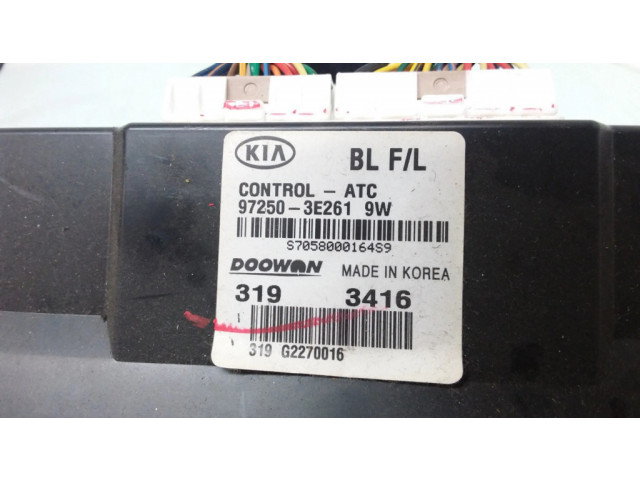 KIA BL F/L
CONTROL - ATC
97250-3E261 9W
S7058000164S9
DOOWON MADE IN KOREA
319 3416
319 G2270016